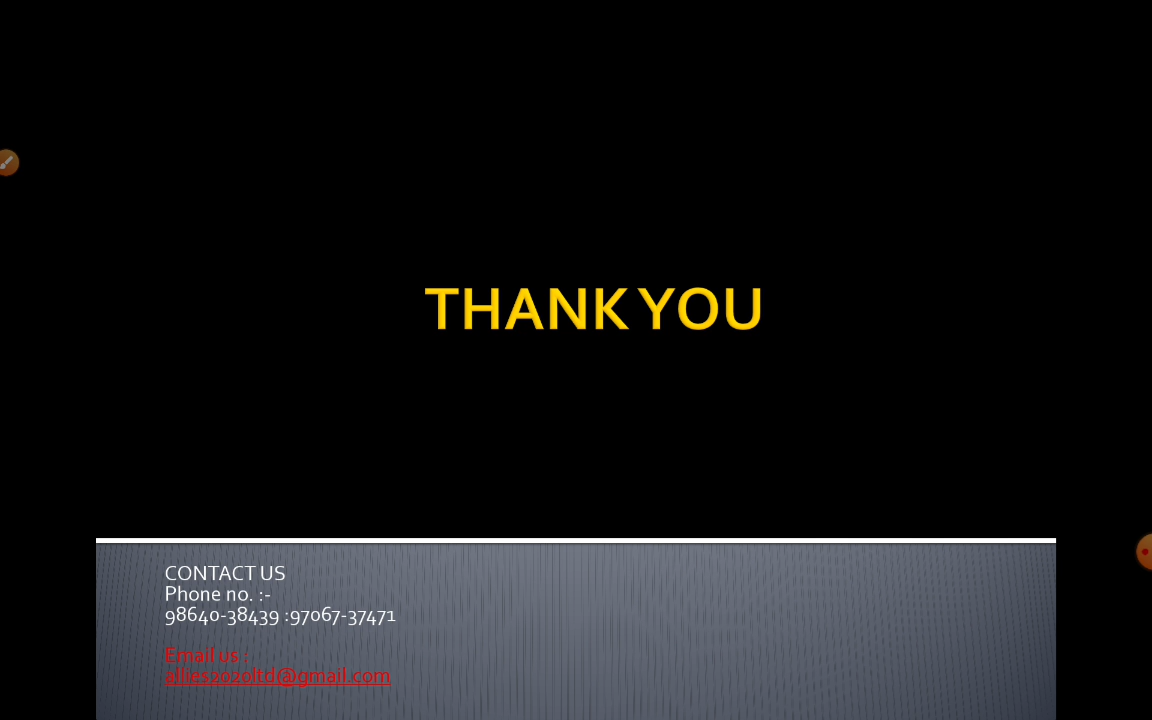 THANK YOU
CONTACT US
Phone no. :-
98640-38439 :97067-37471
Email us :
allies2020ltd@gmail.com